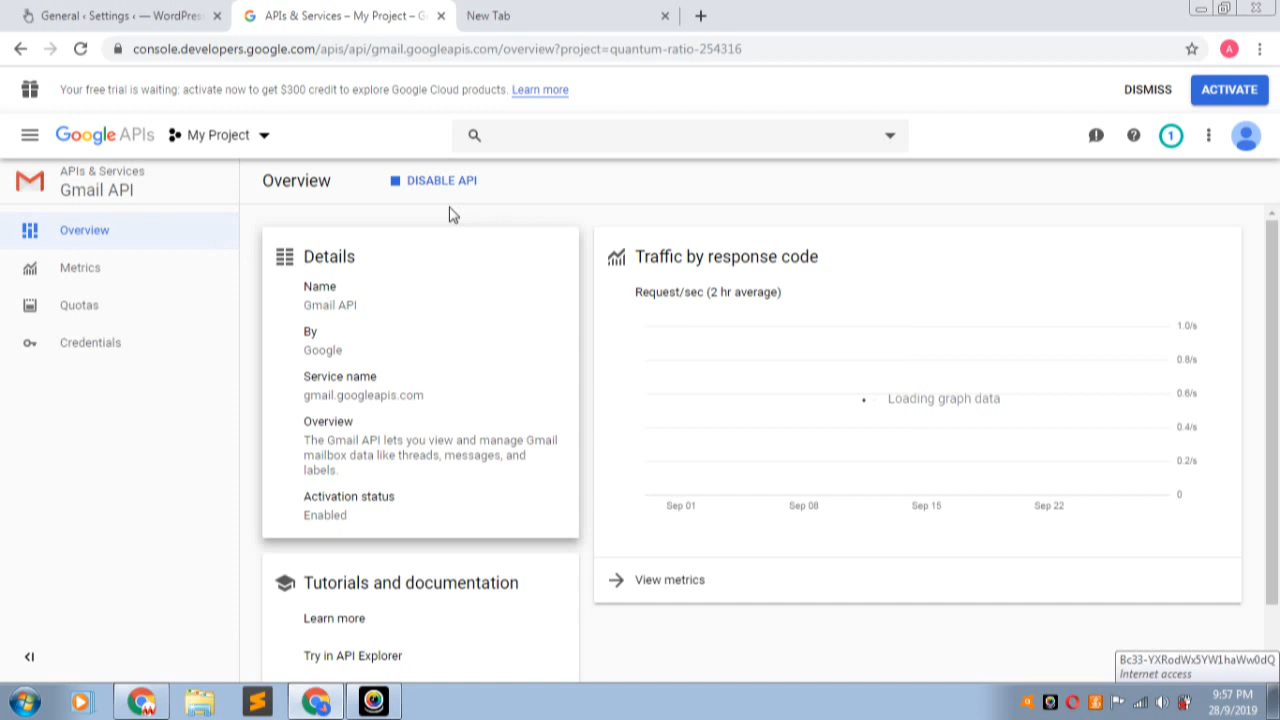 General ‹ Settings ‹ — WordPres
APIs & Services – My Project – G
New Tab
console.developers.google.com/apis/api/gmail.googleapis.com/overview?project=quantum-ratio-254316
A
Your free trial is waiting: activate now to get $300 credit to explore Google Cloud products. Learn more
DISMISS
ACTIVATE
Google APIs
My Project
1
APIs & Services
Gmail API
Overview
DISABLE API
Overview
Metrics
Quotas
Credentials
Details
Name
Gmail API
By
Google
Service name
gmail.googleapis.com
Overview
The Gmail API lets you view and manage Gmail
mailbox data like threads, messages, and
labels.
Activation status
Enabled
Traffic by response code
Request/sec (2 hr average)
1.0/s
0.8/s
0.6/s
0.4/s
0.2/s
0
Loading graph data
Sep 01
Sep 08
Sep 15
Sep 22
View metrics
Tutorials and documentation
Learn more
Try in API Explorer
Bc33-YXRodWx5YW1haWw0dQ
Internet access
9:57 PM
28/9/2019